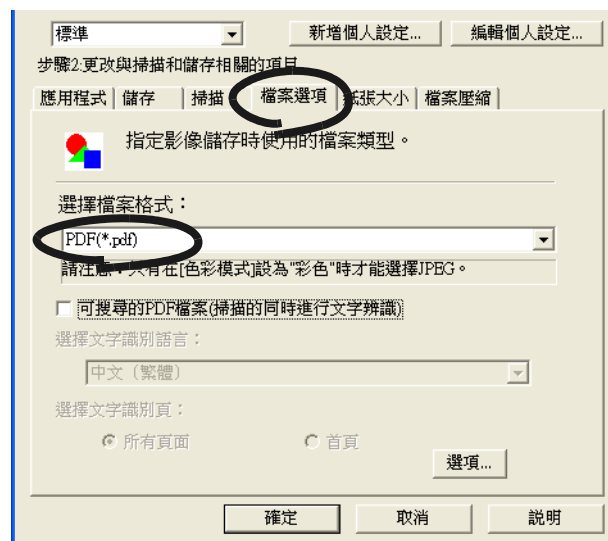 標準 新增個人設定... 編輯個人設定...
步驟2:更改與掃描和儲存相關的項目
應用程式 儲存 掃描 檔案選項 紙張大小 檔案壓縮
指定影像儲存時使用的檔案類型。
選擇檔案格式：
PDF(*.pdf)
請注意，只有在[色彩模式]設為"彩色"時才能選擇JPEG。
可搜尋的PDF檔案(掃描的同時進行文字辨識)
選擇文字識別語言：
中文（繁體）
選擇文字識別頁：
所有頁面 首頁
選項...
確定 取消 說明